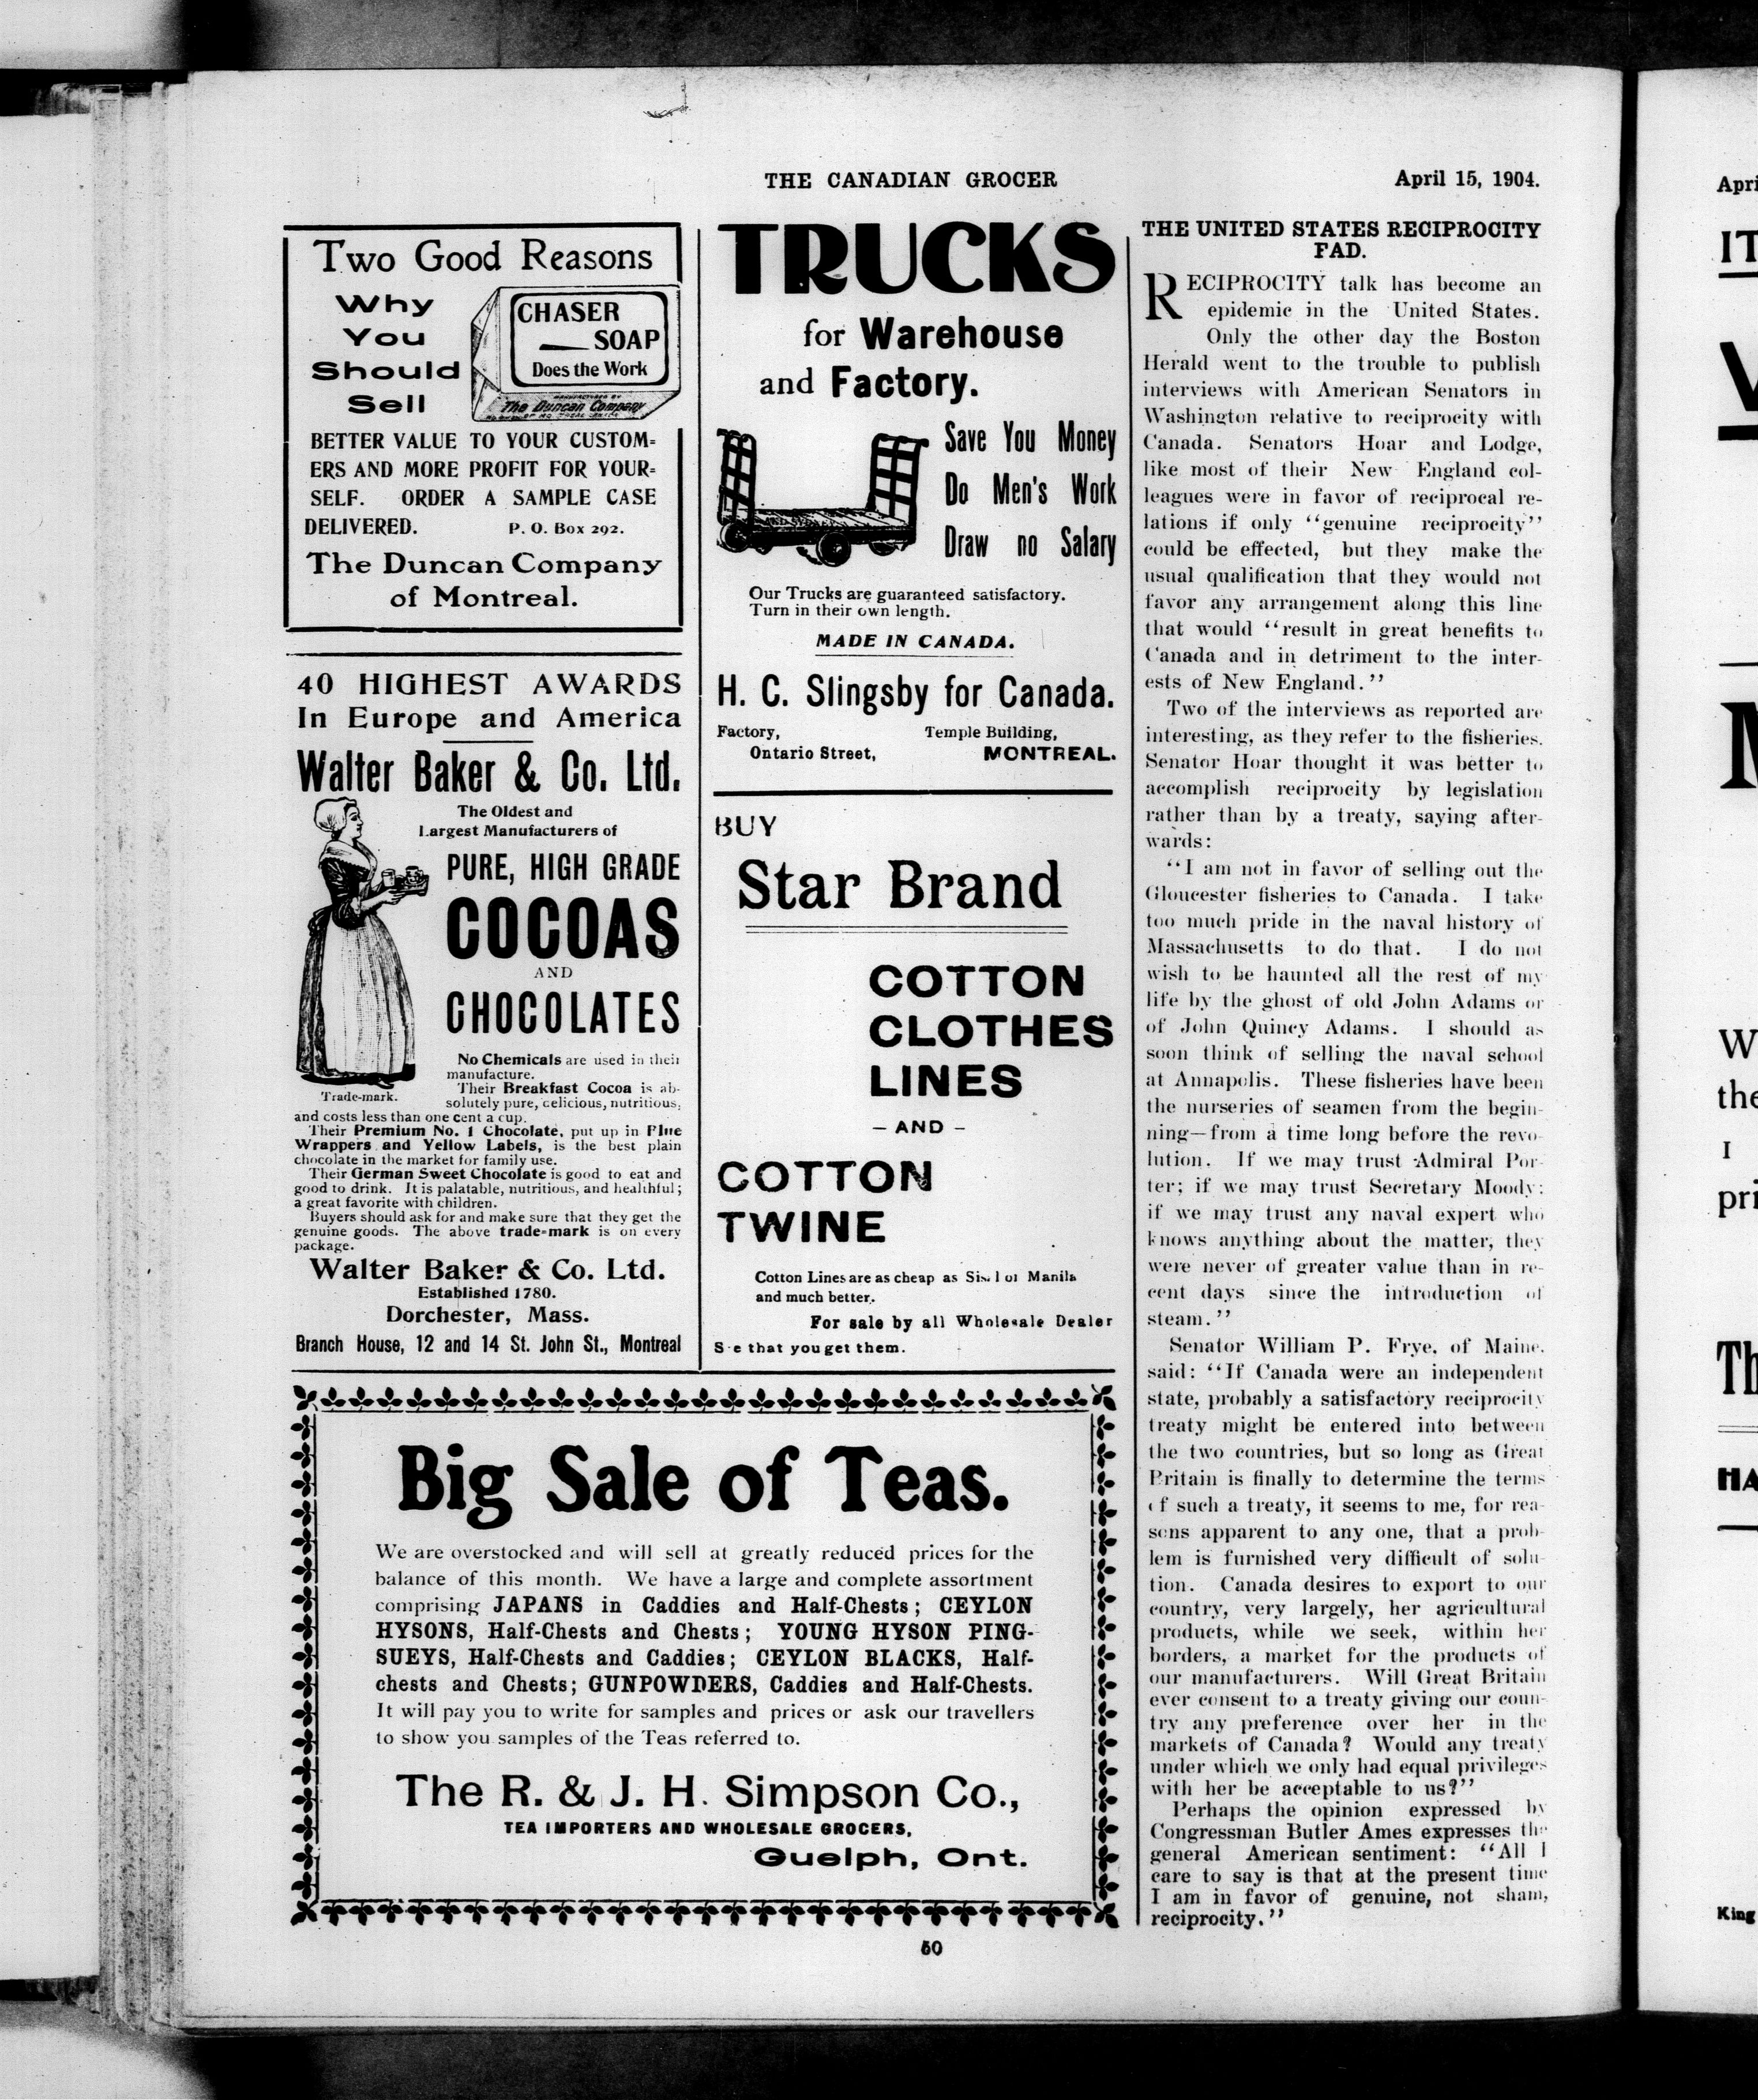 THE CANADIAN GROCER
April 15, 1904.
Two Good Reasons
Why
You
Should
Sell
CHASER
SOAP
Does the Work
MANUFACTURED BY
The Duncan Company
BETTER VALUE TO YOUR CUSTOM-
ERS AND MORE PROFIT FOR YOUR-
SELF. ORDER A SAMPLE CASE
DELIVERED. P. O. Box 292.
The Duncan Company
of Montreal.
40 HIGHEST AWARDS
In Europe and America
Walter Baker & Co. Ltd.
The Oldest and
Largest Manufacturers of
PURE, HIGH GRADE
COCOAS
AND
CHOCOLATES
No Chemicals are used in their
manufacture.
Their Breakfast Cocoa is ab-
solutely pure, delicious, nutritious,
Trade-mark.
and costs less than one cent a cup.
Their Premium No. 1 Chocolate, put up in Blue
Wrappers and Yellow Labels, is the best plain
chocolate in the market for family use.
Their German Sweet Chocolate is good to eat and
good to drink. It is palatable, nutritious, and healthful;
a great favorite with children.
Buyers should ask for and make sure that they get the
genuine goods. The above trade-mark is on every
package.
Walter Baker & Co. Ltd.
Established 1780.
Dorchester, Mass.
Branch House, 12 and 14 St. John St., Montreal
TRUCKS
for Warehouse
and Factory.
Save You Money
Do Men's Work
Draw no Salary
Our Trucks are guaranteed satisfactory.
Turn in their own length.
MADE IN CANADA.
H. C. Slingsby for Canada.
Factory, Temple Building,
Ontario Street, MONTREAL.
BUY
Star Brand
COTTON
CLOTHES
LINES
– AND –
COTTON
TWINE
Cotton Lines are as cheap as Sisal or Manila
and much better.
For sale by all Wholesale Dealer
See that you get them.
Big Sale of Teas.
We are overstocked and will sell at greatly reduced prices for the
balance of this month. We have a large and complete assortment
comprising JAPANS in Caddies and Half-Chests; CEYLON
HYSONS, Half-Chests and Chests; YOUNG HYSON PING-
SUEYS, Half-Chests and Caddies; CEYLON BLACKS, Half-
chests and Chests; GUNPOWDERS, Caddies and Half-Chests.
It will pay you to write for samples and prices or ask our travellers
to show you samples of the Teas referred to.
The R. & J. H. Simpson Co.,
TEA IMPORTERS AND WHOLESALE GROCERS,
Guelph, Ont.
THE UNITED STATES RECIPROCITY
FAD.
RECIPROCITY talk has become an
epidemic in the United States.
Only the other day the Boston
Herald went to the trouble to publish
interviews with American Senators in
Washington relative to reciprocity with
Canada. Senators Hoar and Lodge,
like most of their New England col-
leagues were in favor of reciprocal re-
lations if only "genuine reciprocity"
could be effected, but they make the
usual qualification that they would not
favor any arrangement along this line
that would "result in great benefits to
Canada and in detriment to the inter-
ests of New England."
Two of the interviews as reported are
interesting, as they refer to the fisheries.
Senator Hoar thought it was better to
accomplish reciprocity by legislation
rather than by a treaty, saying after-
wards:
"I am not in favor of selling out the
Gloucester fisheries to Canada. I take
too much pride in the naval history of
Massachusetts to do that. I do not
wish to be haunted all the rest of my
life by the ghost of old John Adams or
of John Quincy Adams. I should as
soon think of selling the naval school
at Annapolis. These fisheries have been
the nurseries of seamen from the begin-
ning—from a time long before the revo-
lution. If we may trust Admiral Por-
ter; if we may trust Secretary Moody;
if we may trust any naval expert who
knows anything about the matter, they
were never of greater value than in re-
cent days since the introduction of
steam."
Senator William P. Frye, of Maine,
said: "If Canada were an independent
state, probably a satisfactory reciprocity
treaty might be entered into between
the two countries, but so long as Great
Britain is finally to determine the terms
of such a treaty, it seems to me, for rea-
sons apparent to any one, that a prob-
lem is furnished very difficult of solu-
tion. Canada desires to export to our
country, very largely, her agricultural
products, while we seek, within her
borders, a market for the products of
our manufacturers. Will Great Britain
ever consent to a treaty giving our coun-
try any preference over her in the
markets of Canada? Would any treaty
under which we only had equal privileges
with her be acceptable to us?"
Perhaps the opinion expressed by
Congressman Butler Ames expresses the
general American sentiment: "All I
care to say is that at the present time
I am in favor of genuine, not sham,
reciprocity."
50